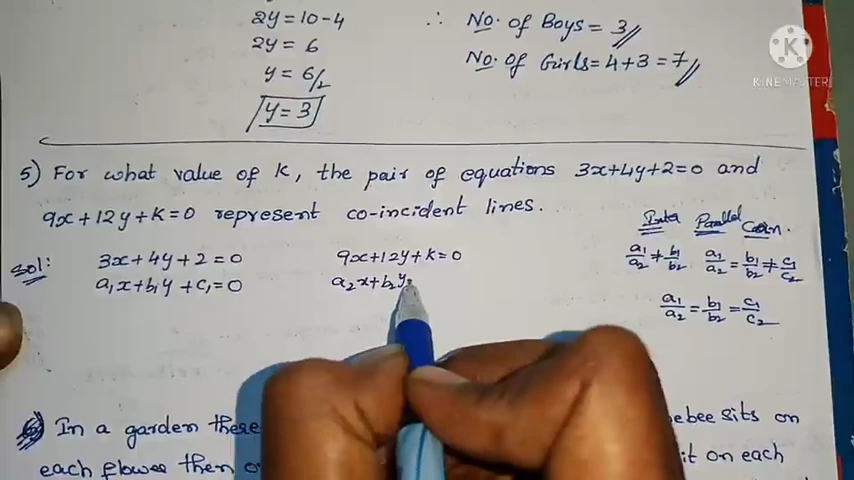 2y = 10-4
2y = 6
y = 6/2
y = 3
∴ No. of Boys = 3
No. of Girls = 4+3 = 7
KINEMASTER
5) For what value of K, the pair of equations 3x+4y+2=0 and
9x+12y+K=0 represent co-incident lines.
Sol:
3x+4y+2=0
9x+12y+K=0
a₁x+b₁y+c₁=0
a₂x+b₂y
Inter Parallel Coin.
a₁/a₂ ≠ b₁/b₂ a₁/a₂ = b₁/b₂ ≠ c₁/c₂
a₁/a₂ = b₁/b₂ = c₁/c₂
In a garden there
sits on
each flower then
on each